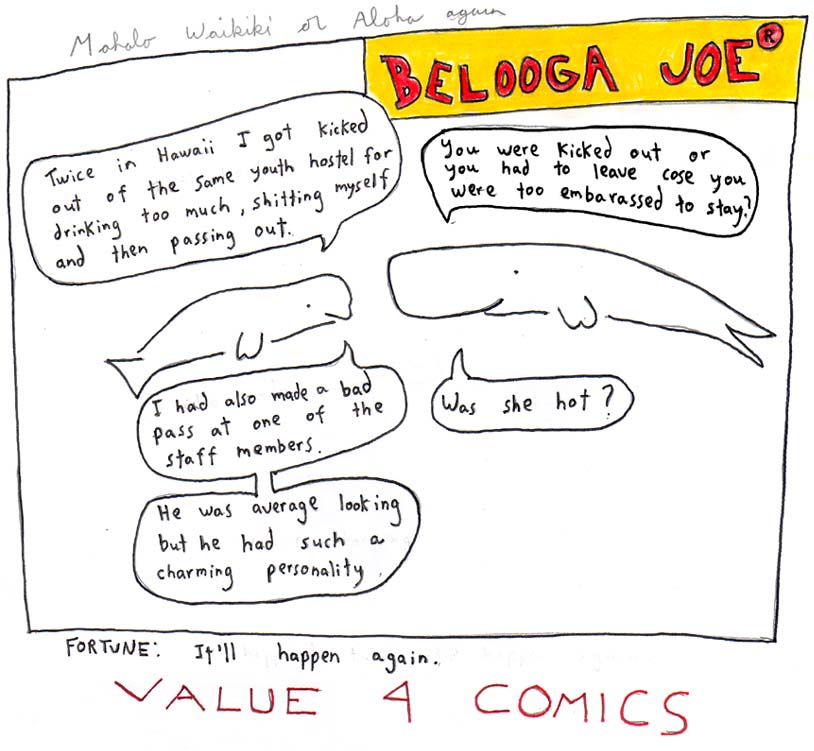 Mahalo Waikiki or Aloha again
BELOOGA JOE®
Twice in Hawaii I got kicked
out of the same youth hostel for
drinking too much, shitting myself
and then passing out.
You were kicked out or
you had to leave cose you
were too embarassed to stay?
I had also made a bad
pass at one of the
staff members.
Was she hot?
He was average looking
but he had such a
charming personality.
FORTUNE: It'll happen again.
VALUE 4 COMICS